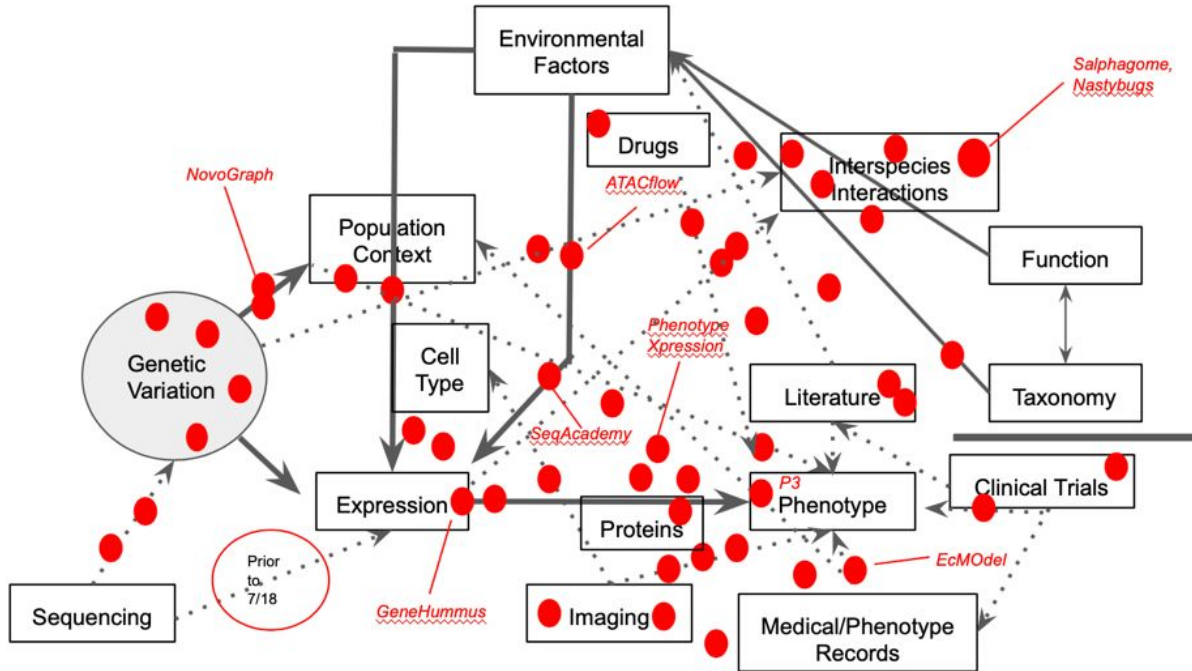 Environmental
Factors
Salphagome,
Nastybugs
Drugs
Interspecies
Interactions
NovoGraph
ATACflow
Population
Context
Function
Phenotype
Xpression
Cell
Type
Genetic
Variation
Literature
Taxonomy
SeqAcademy
P3
Clinical Trials
Expression
Phenotype
Proteins
Prior
to
7/18
EcMOdel
GeneHummus
Sequencing
Imaging
Medical/Phenotype
Records